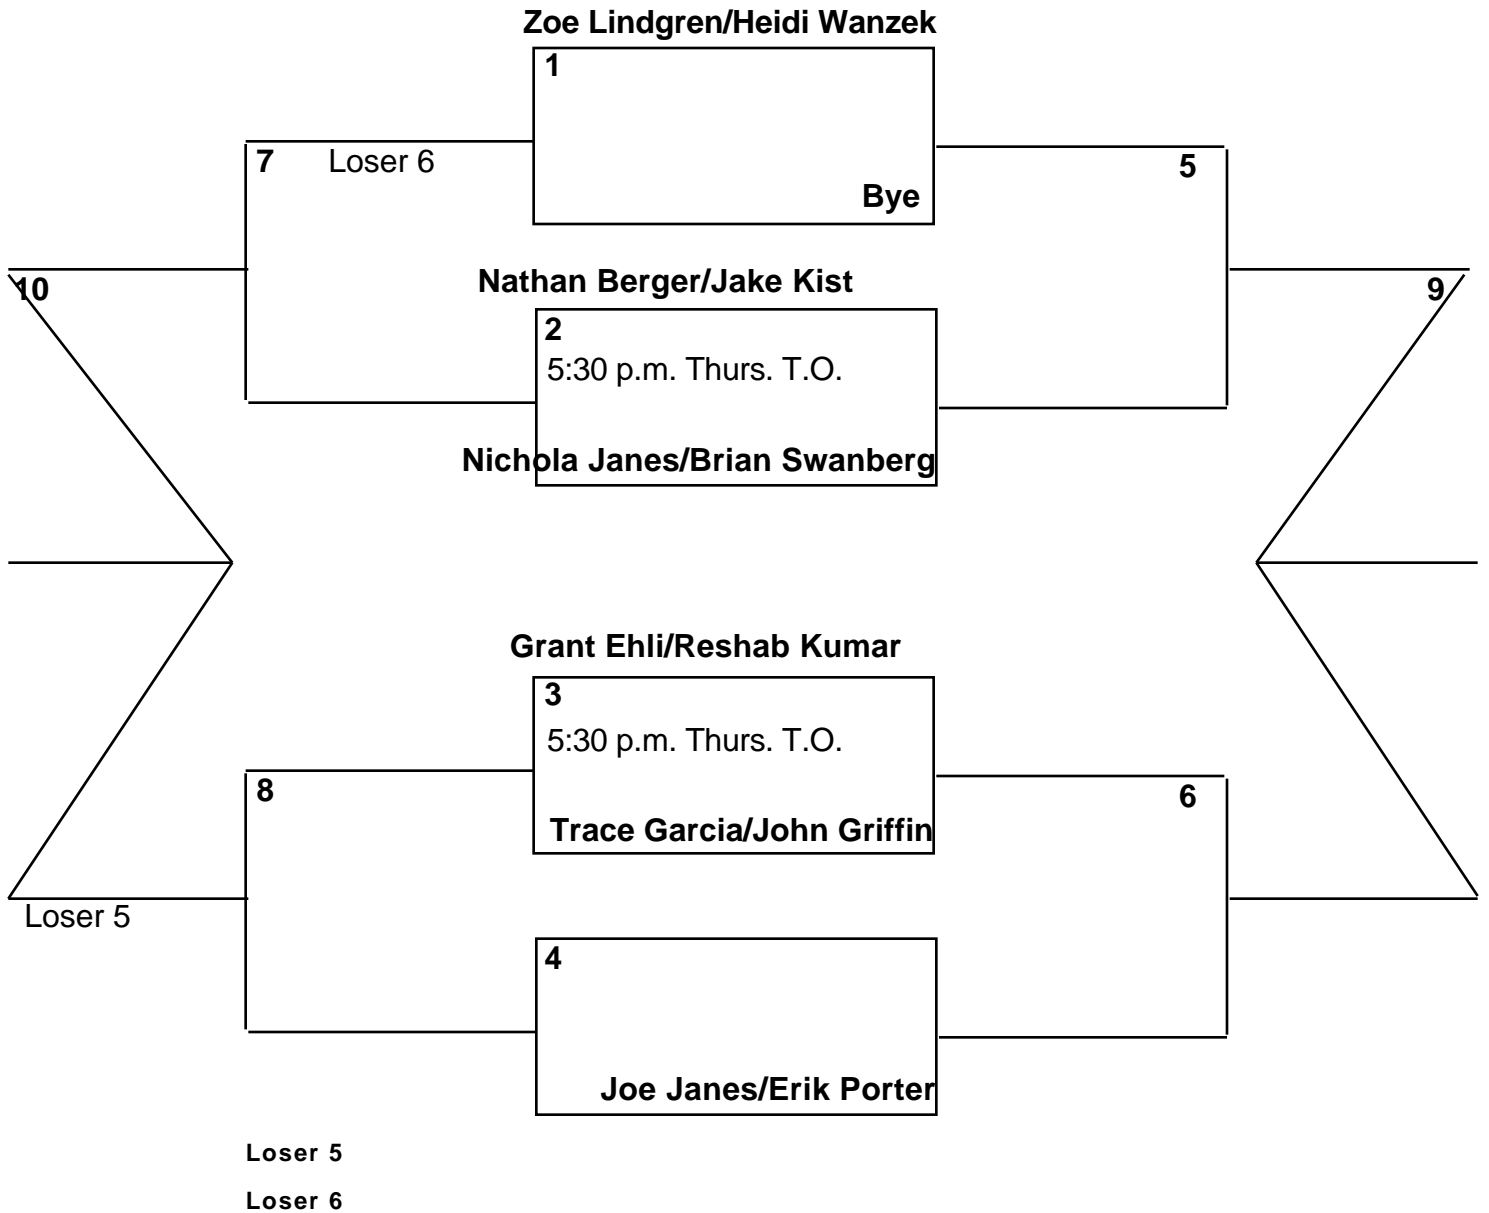 Zoe Lindgren/Heidi Wanzek
1
7 Loser 6
5
Bye
10
Nathan Berger/Jake Kist
9
2
5:30 p.m. Thurs. T.O.
Nichola Janes/Brian Swanberg
Grant Ehli/Reshab Kumar
3
5:30 p.m. Thurs. T.O.
8
6
Trace Garcia/John Griffin
Loser 5
4
Joe Janes/Erik Porter
Loser 5
Loser 6